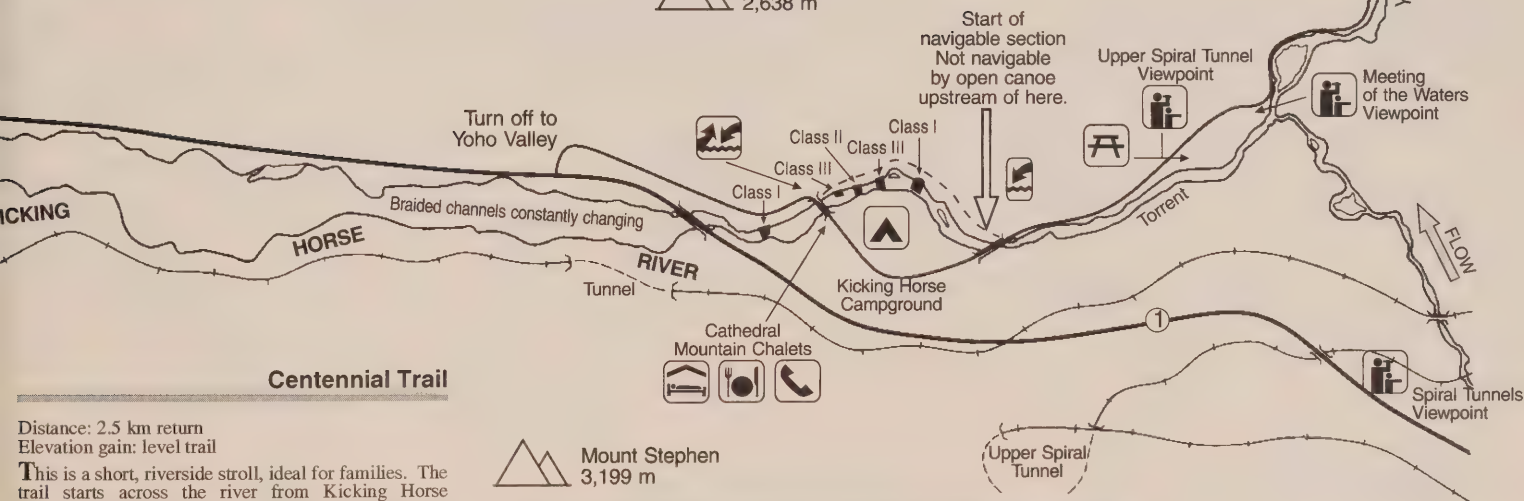 2,638 m
Start of
navigable section
Not navigable
by open canoe
upstream of here.
Upper Spiral Tunnel
Viewpoint
Meeting
of the Waters
Viewpoint
Turn off to
Yoho Valley
Class I
Class II
Class III
Class III
Class I
Braided channels constantly changing
Torrent
ICKING
HORSE
RIVER
FLOW
Tunnel
Kicking Horse
Campground
1
Cathedral
Mountain Chalets
Spiral Tunnels
Viewpoint
Upper Spiral
Tunnel
Centennial Trail
Distance: 2.5 km return
Elevation gain: level trail
This is a short, riverside stroll, ideal for families. The
trail starts across the river from Kicking Horse
Mount Stephen
3,199 m